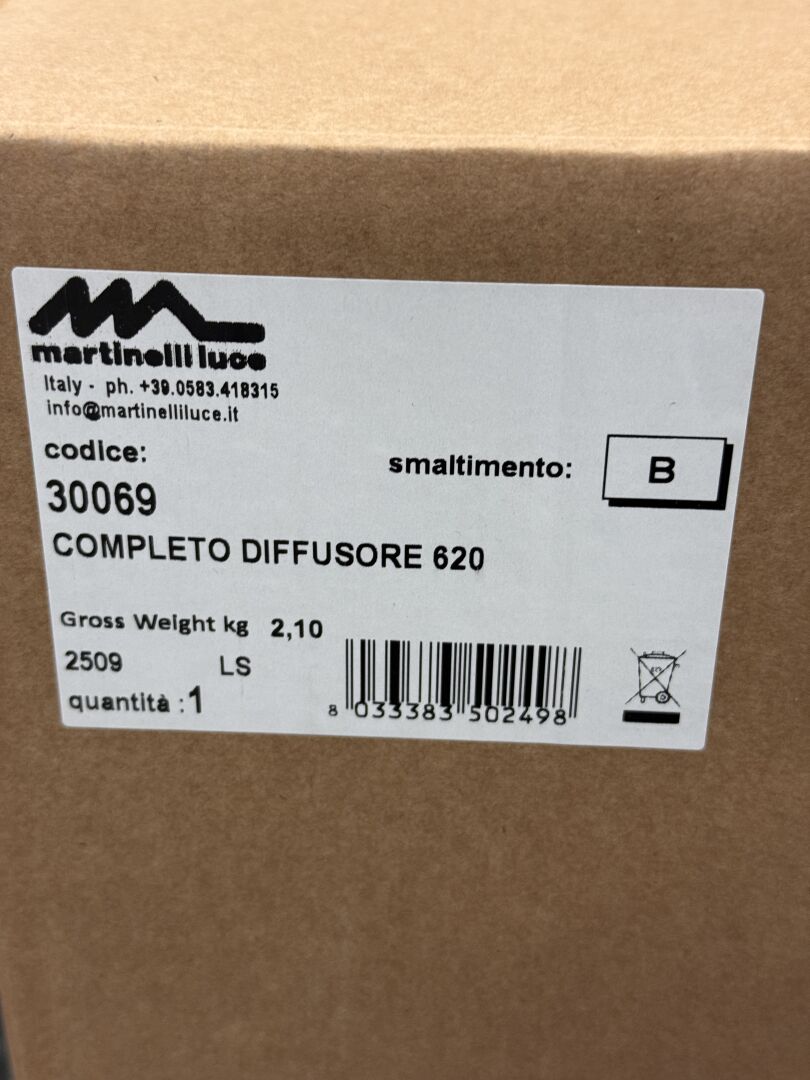 martinelli luce
Italy - ph. +39.0583.418315
info@martinelliluce.it
codice:
30069
smaltimento: B
COMPLETO DIFFUSORE 620
Gross Weight kg 2,10
2509 LS
quantità : 1
8 033383 502498